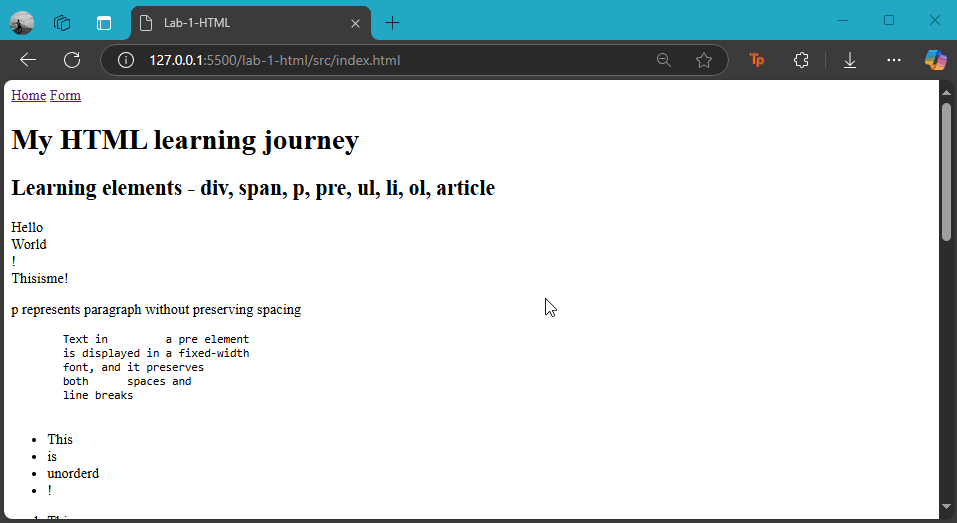 Lab-1-HTML
127.0.0.1:5500/lab-1-html/src/index.html
Tp
Home Form
My HTML learning journey
Learning elements - div, span, p, pre, ul, li, ol, article
Hello
World
!
Thisisme!
p represents paragraph without preserving spacing
Text in         a pre element
is displayed in a fixed-width
font, and it preserves
both      spaces and
line breaks
• This
• is
• unorderd
• !